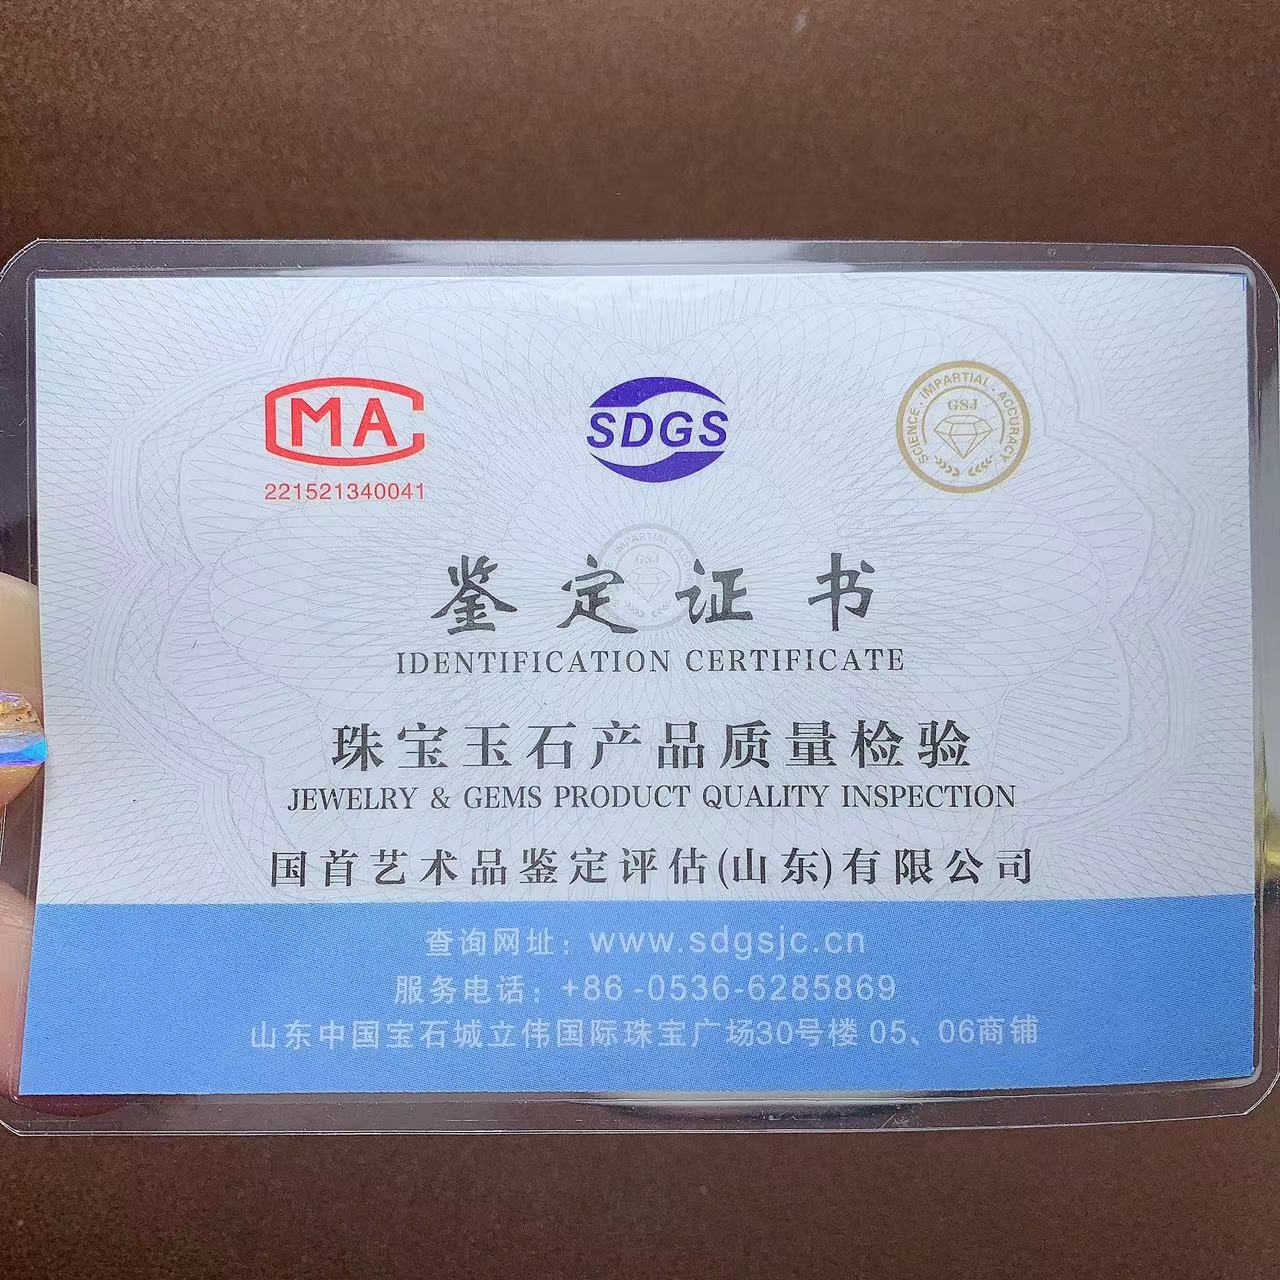 CMA
SDGS
SCIENCE · IMPARTIAL · ACCURACY
GSJ
221521340041
IMPARTIAL
GSJ
鉴定证书
IDENTIFICATION CERTIFICATE
珠宝玉石产品质量检验
JEWELRY & GEMS PRODUCT QUALITY INSPECTION
国首艺术品鉴定评估(山东)有限公司
查询网址：www.sdgsjc.cn
服务电话：+86 -0536-6285869
山东中国宝石城立伟国际珠宝广场30号楼 05、06商铺